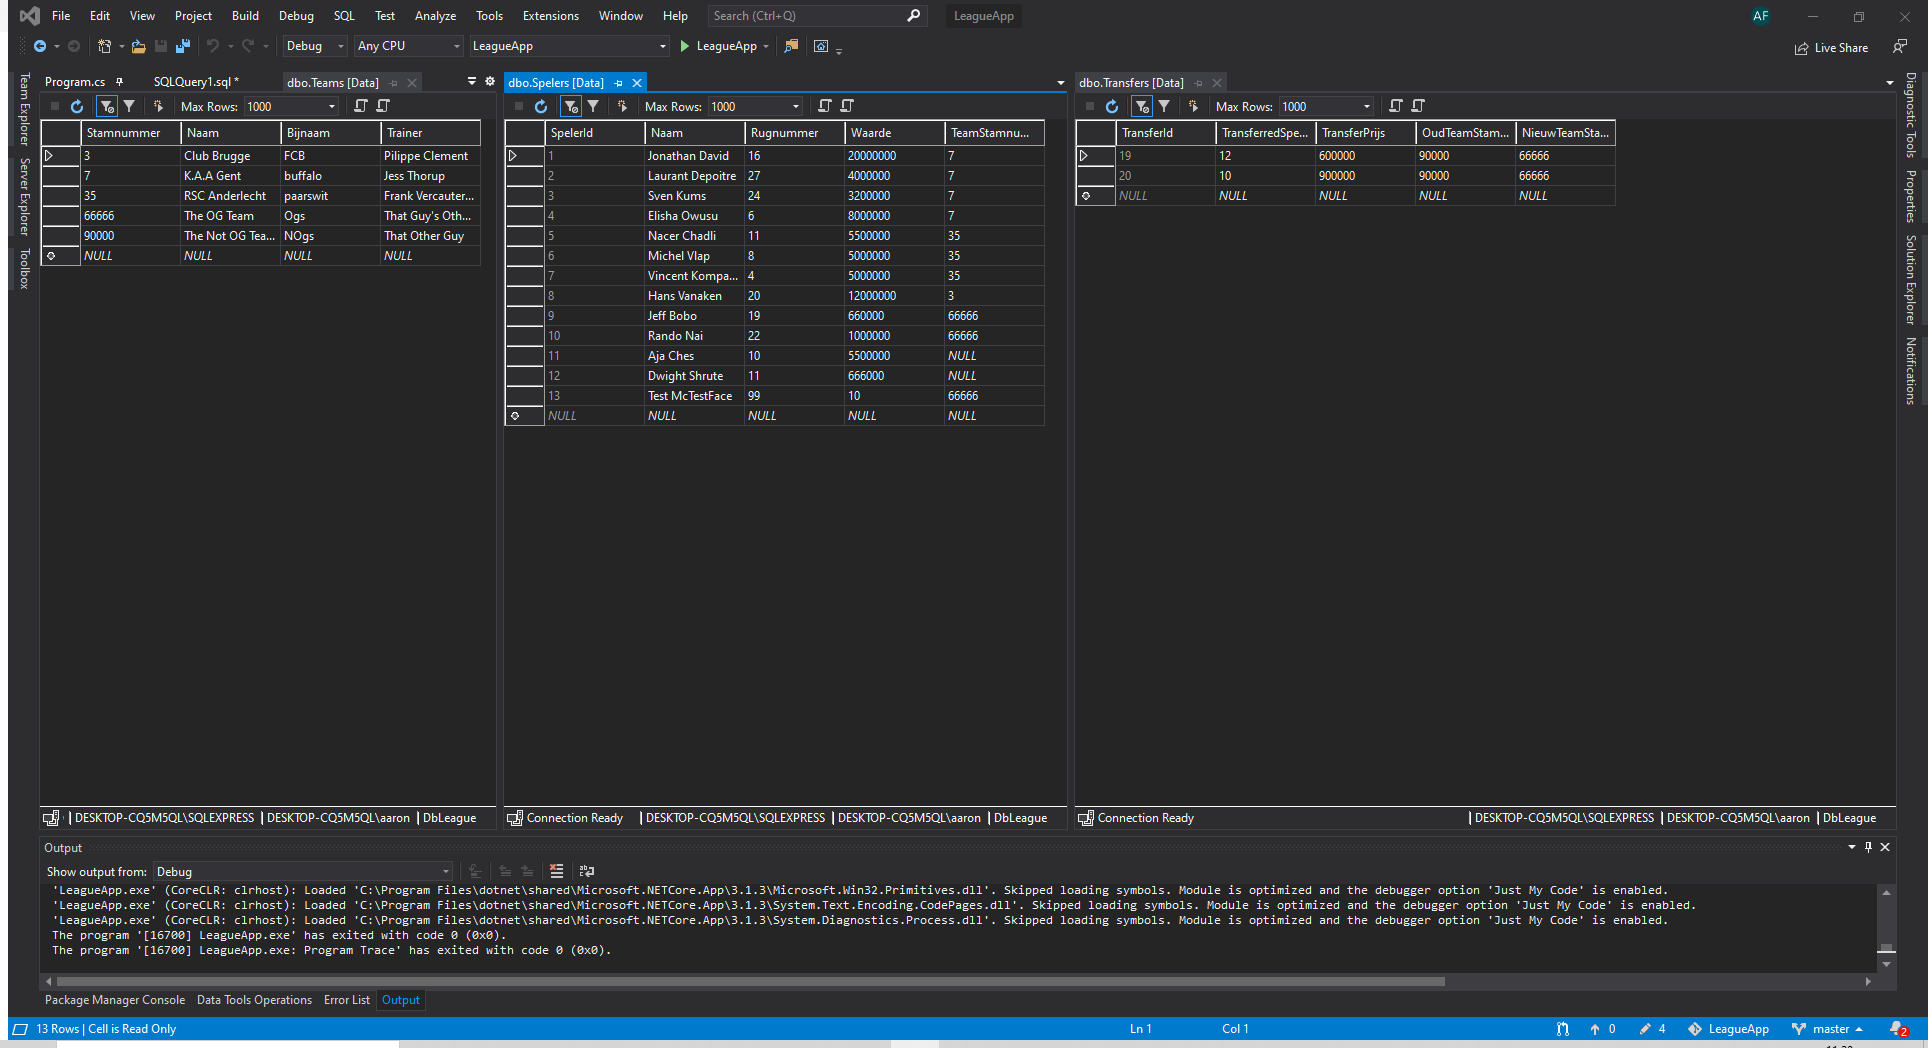 File Edit View Project Build Debug SQL Test Analyze Tools Extensions Window Help Search (Ctrl+Q) LeagueApp AF
Debug Any CPU LeagueApp LeagueApp Live Share
Team Explorer
Server Explorer
Toolbox
Program.cs SQLQuery1.sql * dbo.Teams [Data]
Max Rows: 1000
Stamnummer Naam Bijnaam Trainer
3 Club Brugge FCB Pilippe Clement
7 K.A.A Gent buffalo Jess Thorup
35 RSC Anderlecht paarswit Frank Vercauter...
66666 The OG Team Ogs That Guy's Oth...
90000 The Not OG Tea... NOgs That Other Guy
NULL NULL NULL NULL
DESKTOP-CQ5M5QL\SQLEXPRESS DESKTOP-CQ5M5QL\aaron DbLeague
dbo.Spelers [Data]
Max Rows: 1000
SpelerId Naam Rugnummer Waarde TeamStamnu...
1 Jonathan David 16 20000000 7
2 Laurant Depoitre 27 4000000 7
3 Sven Kums 24 3200000 7
4 Elisha Owusu 6 8000000 7
5 Nacer Chadli 11 5500000 35
6 Michel Vlap 8 5000000 35
7 Vincent Kompa... 4 5000000 35
8 Hans Vanaken 20 12000000 3
9 Jeff Bobo 19 660000 66666
10 Rando Nai 22 1000000 66666
11 Aja Ches 10 5500000 NULL
12 Dwight Shrute 11 666000 NULL
13 Test McTestFace 99 10 66666
NULL NULL NULL NULL NULL
Connection Ready DESKTOP-CQ5M5QL\SQLEXPRESS DESKTOP-CQ5M5QL\aaron DbLeague
dbo.Transfers [Data]
Max Rows: 1000
TransferId TransferredSpe... TransferPrijs OudTeamStam... NieuwTeamSta...
19 12 600000 90000 66666
20 10 900000 90000 66666
NULL NULL NULL NULL NULL
Connection Ready DESKTOP-CQ5M5QL\SQLEXPRESS DESKTOP-CQ5M5QL\aaron DbLeague
Diagnostic Tools
Properties
Solution Explorer
Notifications
Output
Show output from: Debug
'LeagueApp.exe' (CoreCLR: clrhost): Loaded 'C:\Program Files\dotnet\shared\Microsoft.NETCore.App\3.1.3\Microsoft.Win32.Primitives.dll'. Skipped loading symbols. Module is optimized and the debugger option 'Just My Code' is enabled.
'LeagueApp.exe' (CoreCLR: clrhost): Loaded 'C:\Program Files\dotnet\shared\Microsoft.NETCore.App\3.1.3\System.Text.Encoding.CodePages.dll'. Skipped loading symbols. Module is optimized and the debugger option 'Just My Code' is enabled.
'LeagueApp.exe' (CoreCLR: clrhost): Loaded 'C:\Program Files\dotnet\shared\Microsoft.NETCore.App\3.1.3\System.Diagnostics.Process.dll'. Skipped loading symbols. Module is optimized and the debugger option 'Just My Code' is enabled.
The program '[16700] LeagueApp.exe' has exited with code 0 (0x0).
The program '[16700] LeagueApp.exe: Program Trace' has exited with code 0 (0x0).
Package Manager Console Data Tools Operations Error List Output
13 Rows | Cell is Read Only Ln 1 Col 1 0 4 LeagueApp master 2